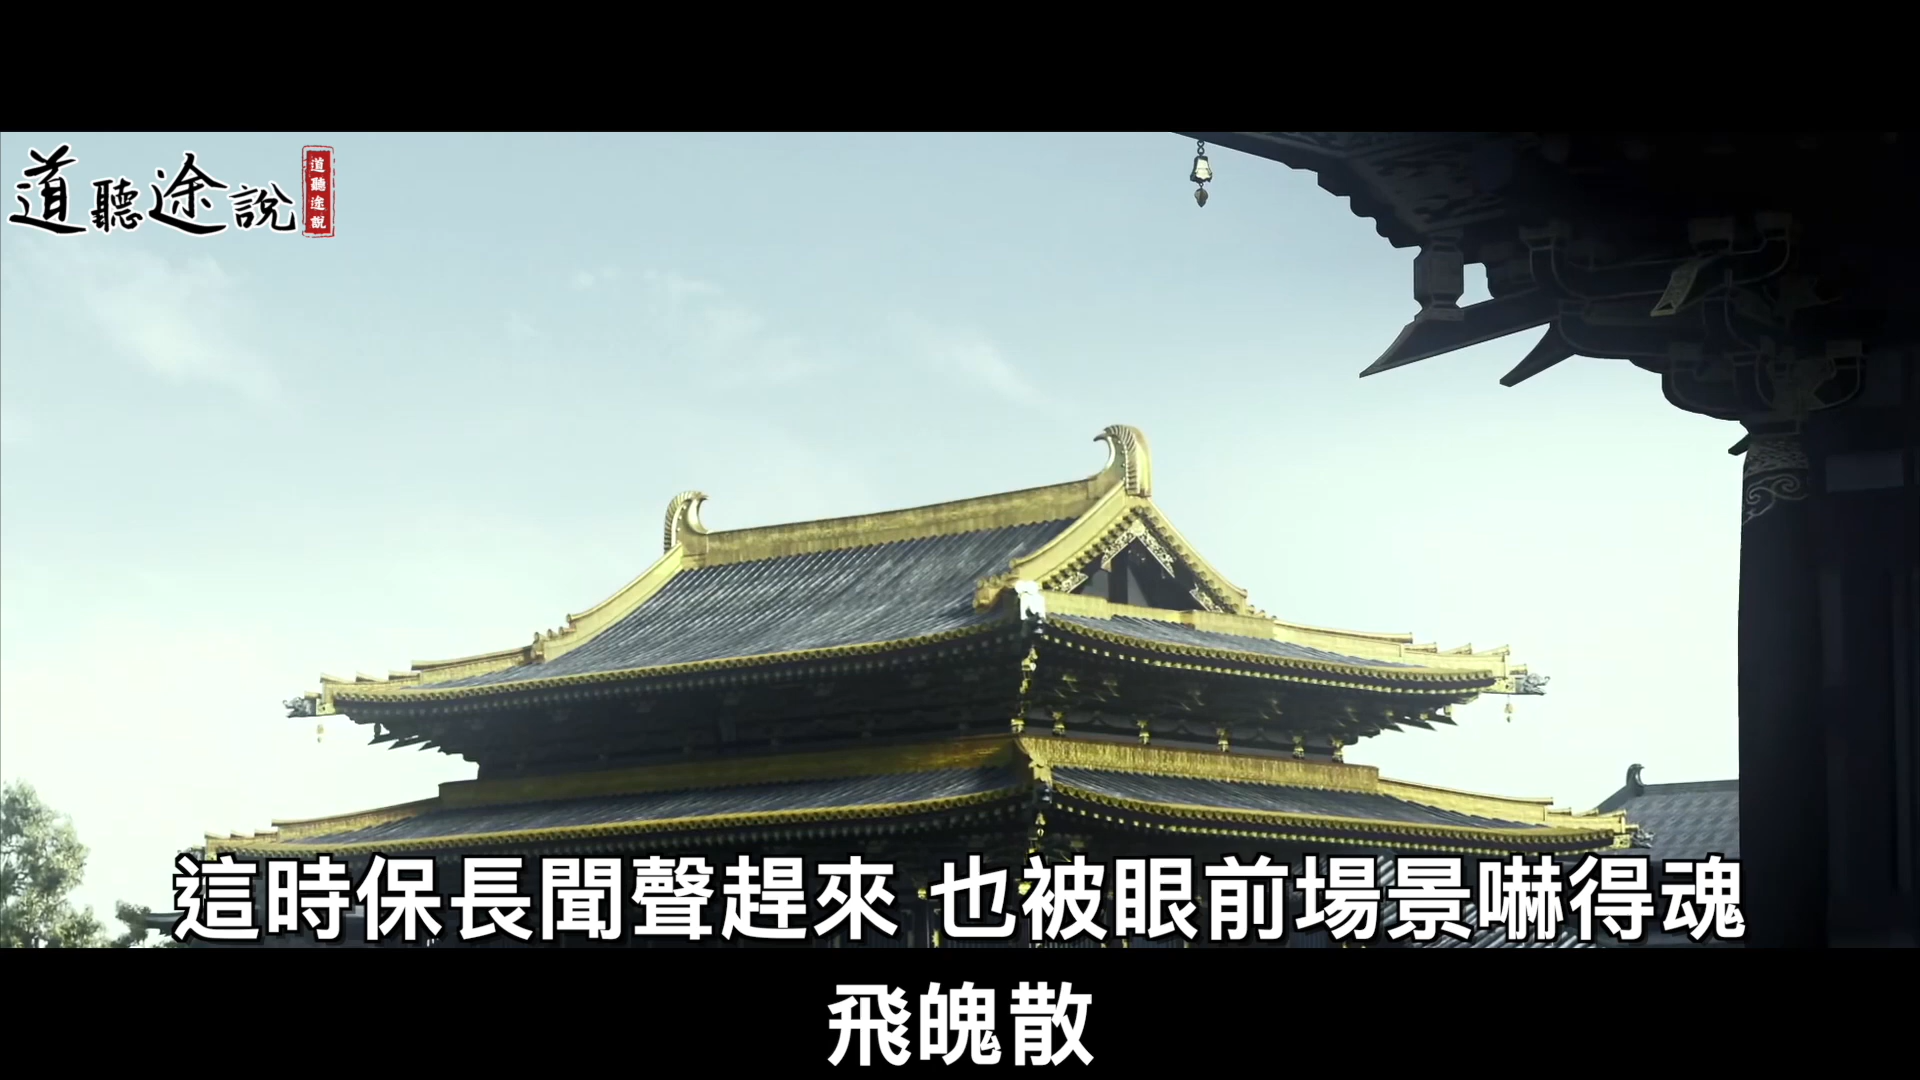 道聽途說
道聽途說
這時保長聞聲趕來 也被眼前場景嚇得魂
飛魄散